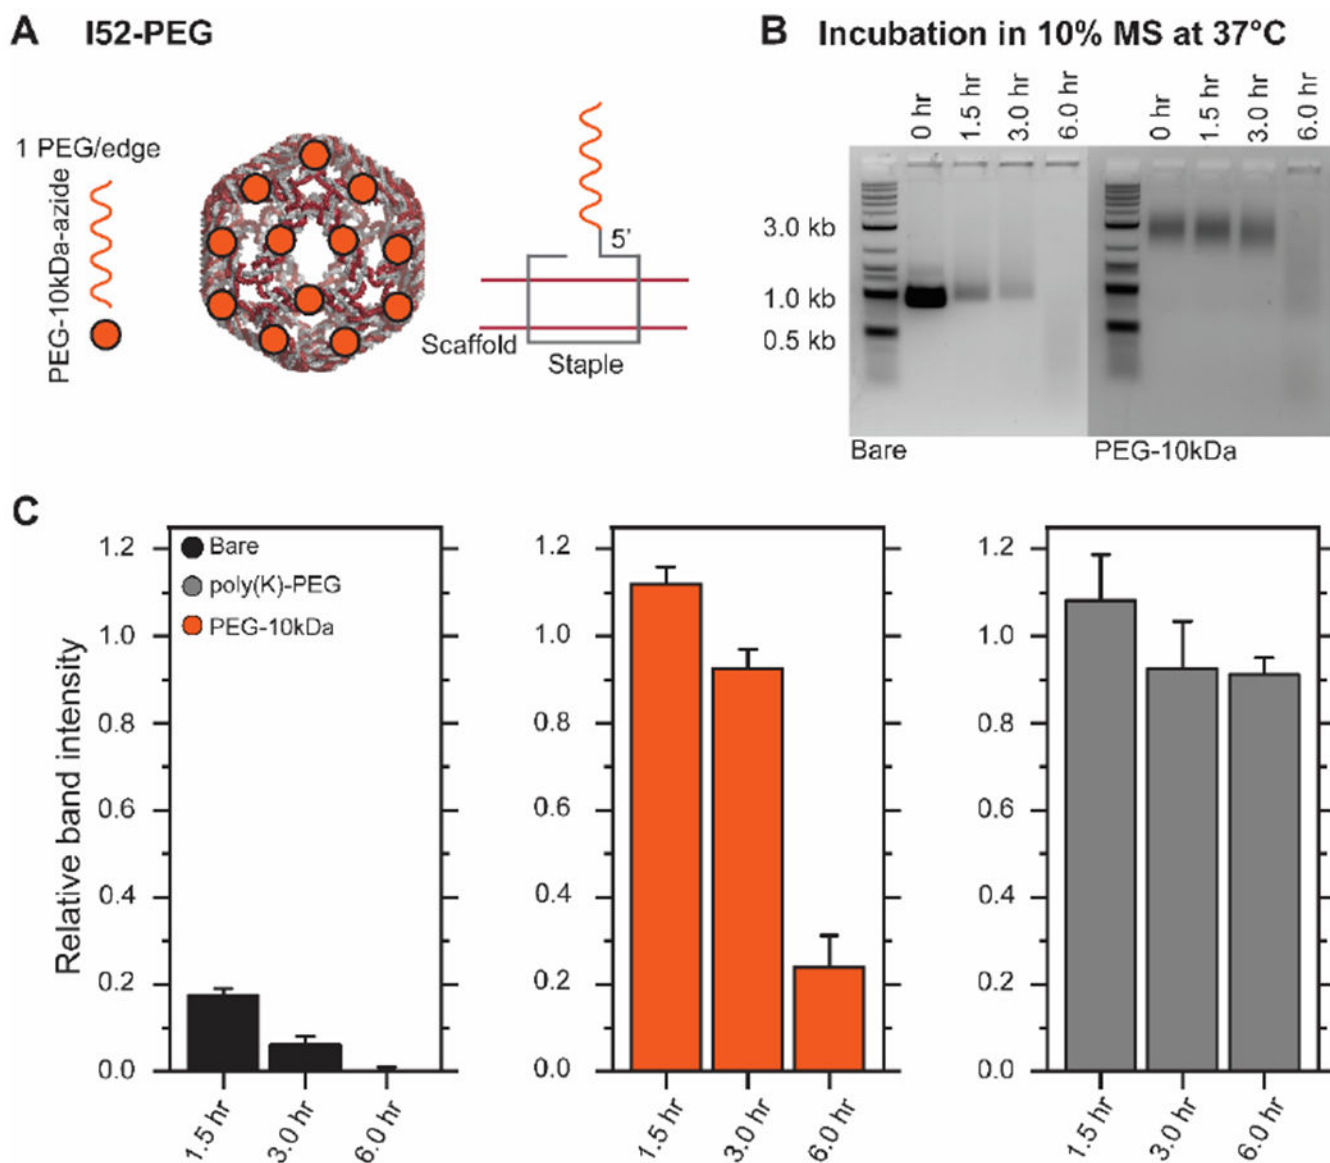 A I52-PEG
1 PEG/edge
PEG-10kDa-azide
5'
Scaffold
Staple
B Incubation in 10% MS at 37°C
0 hr
1.5 hr
3.0 hr
6.0 hr
0 hr
1.5 hr
3.0 hr
6.0 hr
3.0 kb
1.0 kb
0.5 kb
Bare
PEG-10kDa
C
Relative band intensity
1.2
1.0
0.8
0.6
0.4
0.2
0.0
Bare
poly(K)-PEG
PEG-10kDa
1.5 hr
3.0 hr
6.0 hr
1.2
1.0
0.8
0.6
0.4
0.2
0.0
1.5 hr
3.0 hr
6.0 hr
1.2
1.0
0.8
0.6
0.4
0.2
0.0
1.5 hr
3.0 hr
6.0 hr